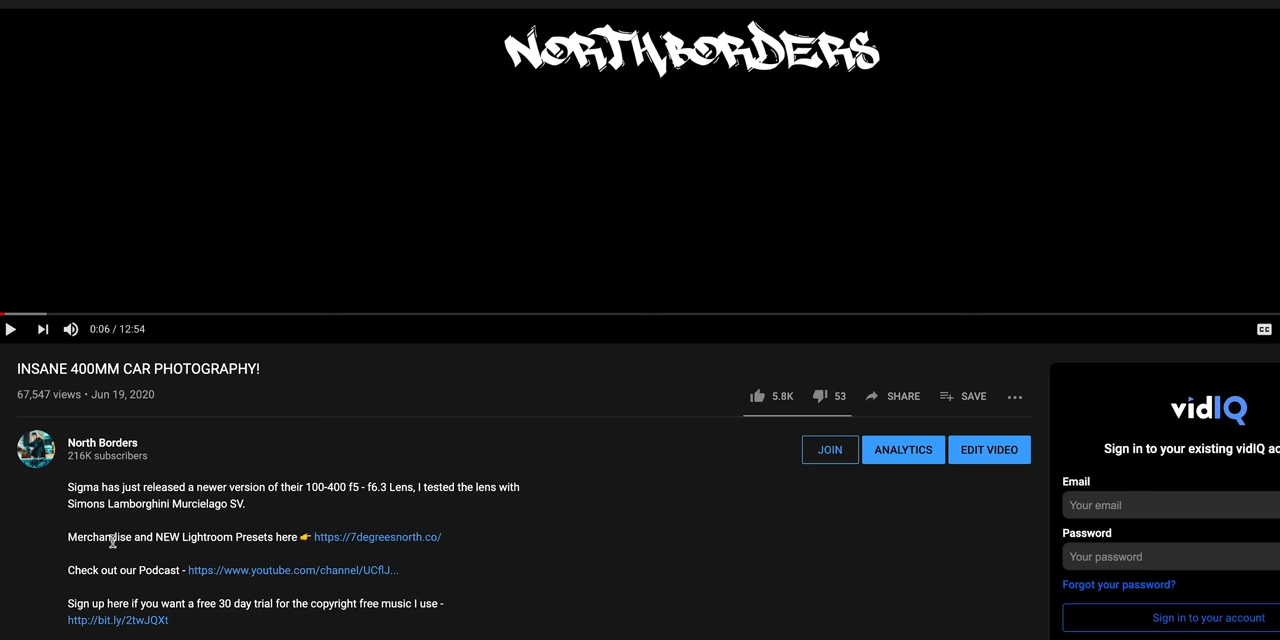 NORTHBORDERS
0:06 / 12:54
CC
INSANE 400MM CAR PHOTOGRAPHY!
67,547 views • Jun 19, 2020
5.8K
53
SHARE
SAVE
North Borders
216K subscribers
JOIN
ANALYTICS
EDIT VIDEO
Sigma has just released a newer version of their 100-400 f5 - f6.3 Lens, I tested the lens with
Simons Lamborghini Murcielago SV.
Merchandise and NEW Lightroom Presets here 👉 https://7degreesnorth.co/
Check out our Podcast - https://www.youtube.com/channel/UCflJ...
Sign up here if you want a free 30 day trial for the copyright free music I use -
http://bit.ly/2twJQXt
vidIQ
Sign in to your existing vidIQ ac
Email
Your email
Password
Your password
Forgot your password?
Sign in to your account